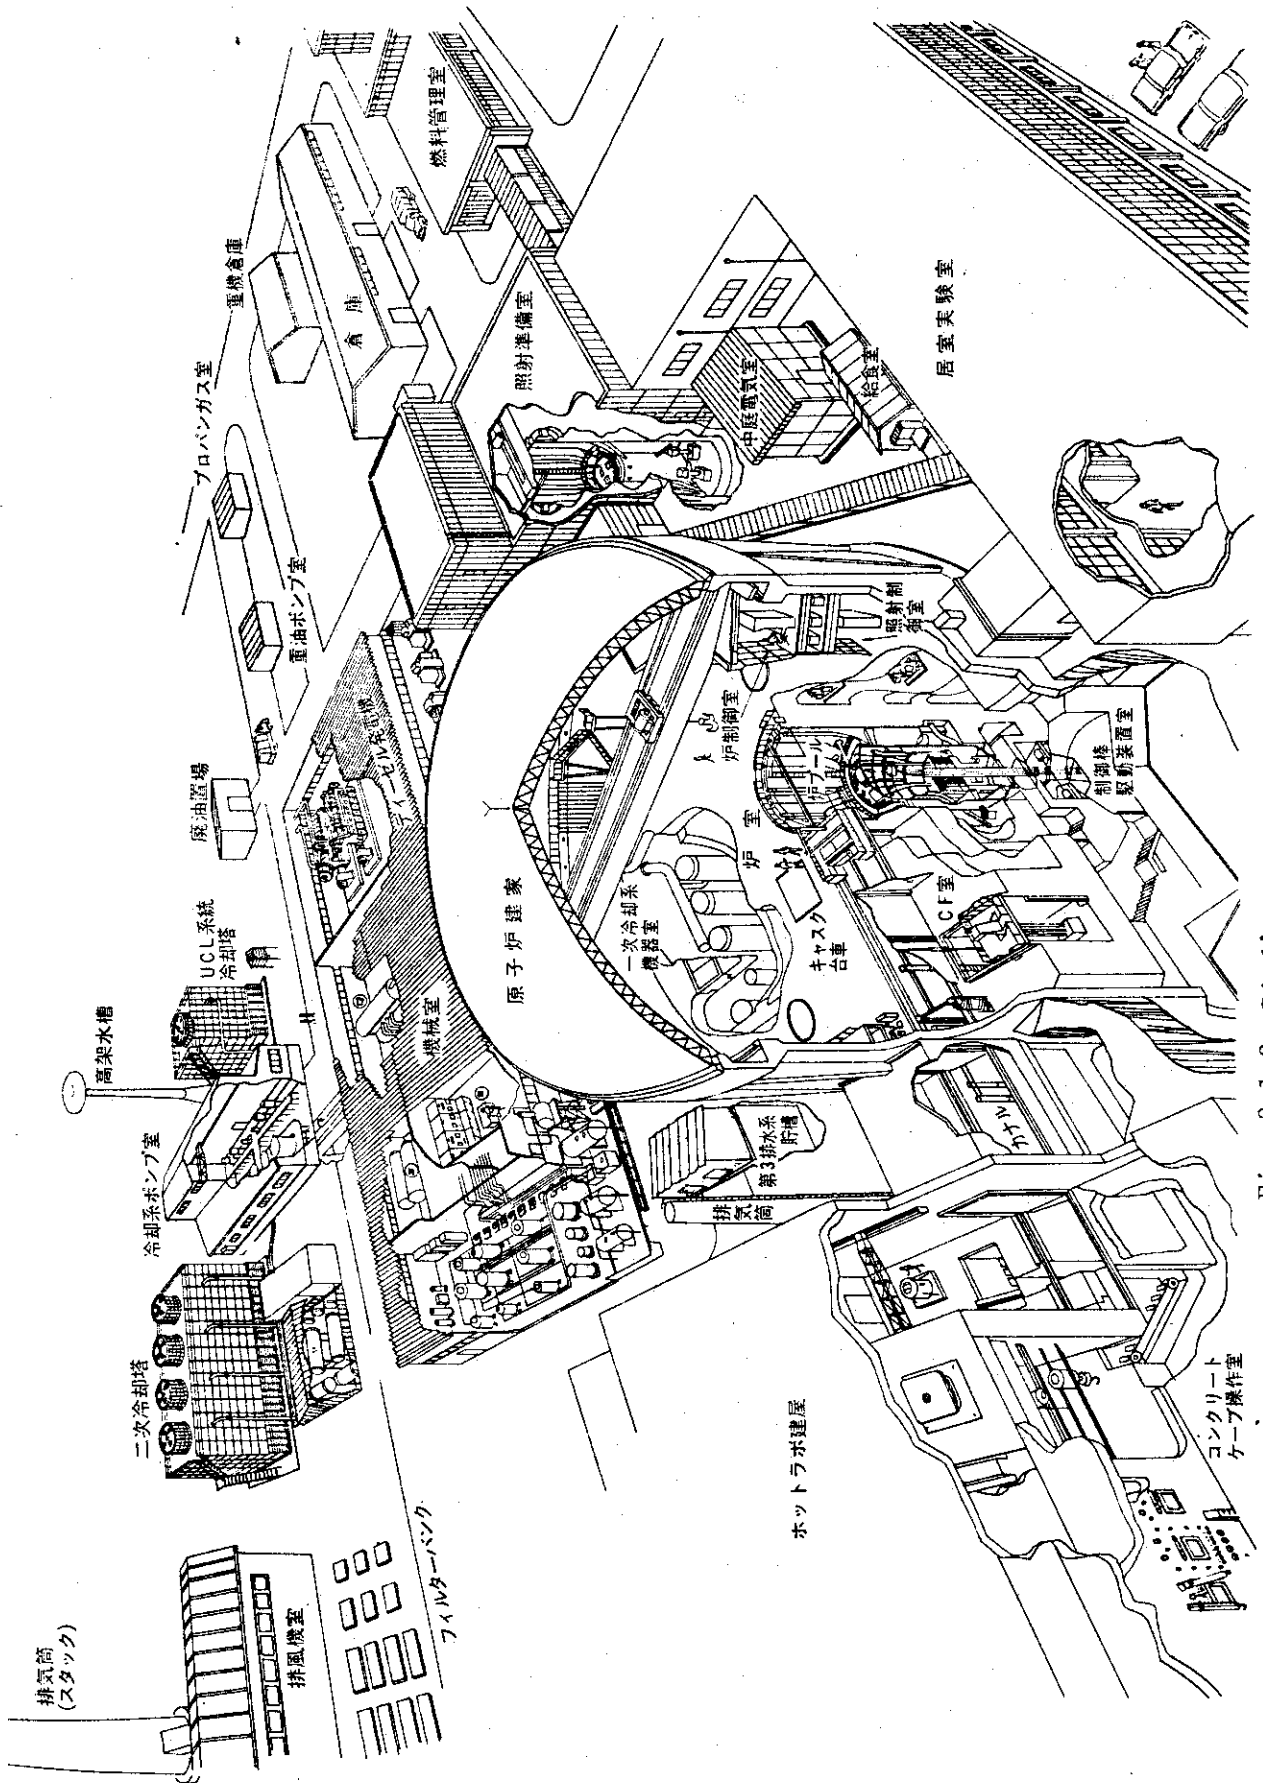 排気筒
(スタック)
排風機室
フィルターバンク
二次冷却塔
冷却系ポンプ室
高架水槽
UCL系統
冷却塔
廃油置場
重油ポンプ室
プロパンガス室
重機倉庫
倉庫
燃料管理室
照射準備室
ディーゼル発電機
機械室
原子炉建家
中庭電気室
給食室
居室実験室
一次冷却系
機器室
炉制御室
照射制
御室
炉室
炉プール
キャスク
台車
CF室
制御棒
駆動装置室
第3排水系
貯槽
排気筒
カナル
ホットラボ建屋
コンクリート
ケーブ操作室